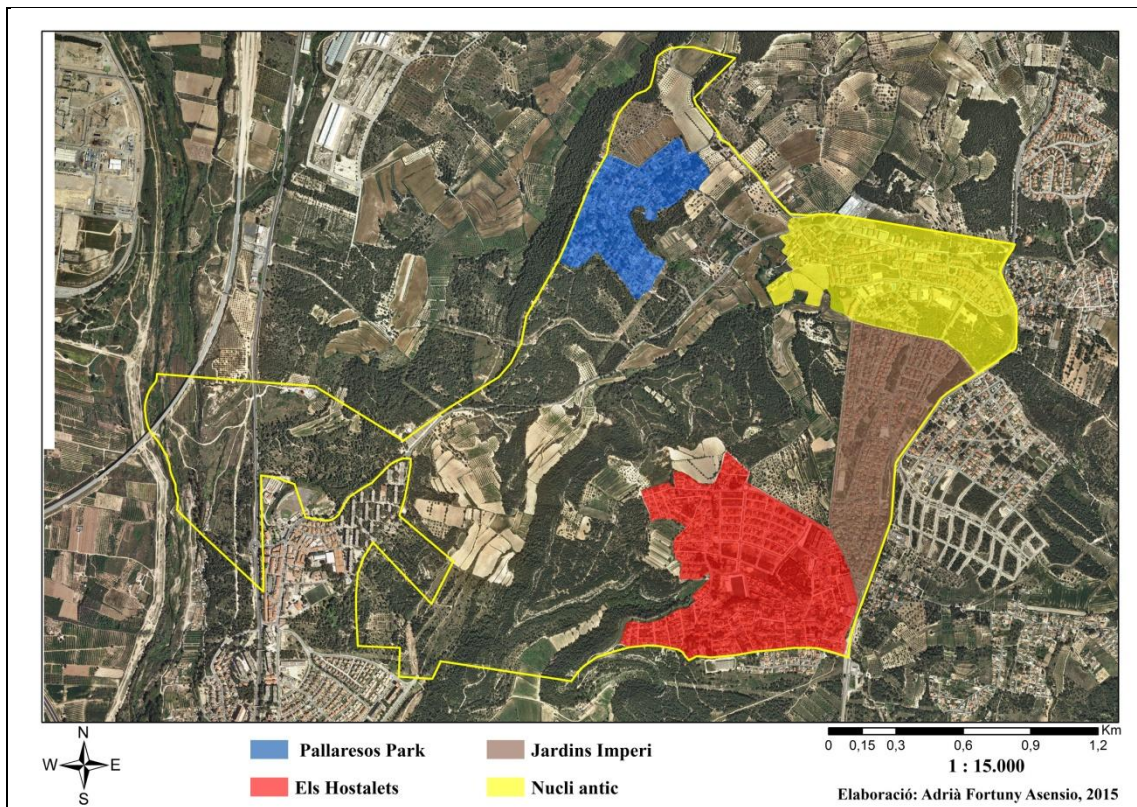 N
W E
S
Pallaresos Park
Els Hostalets
Jardins Imperi
Nucli antic
Km
0 0,15 0,3 0,6 0,9 1,2
1 : 15.000
Elaboració: Adrià Fortuny Asensio, 2015